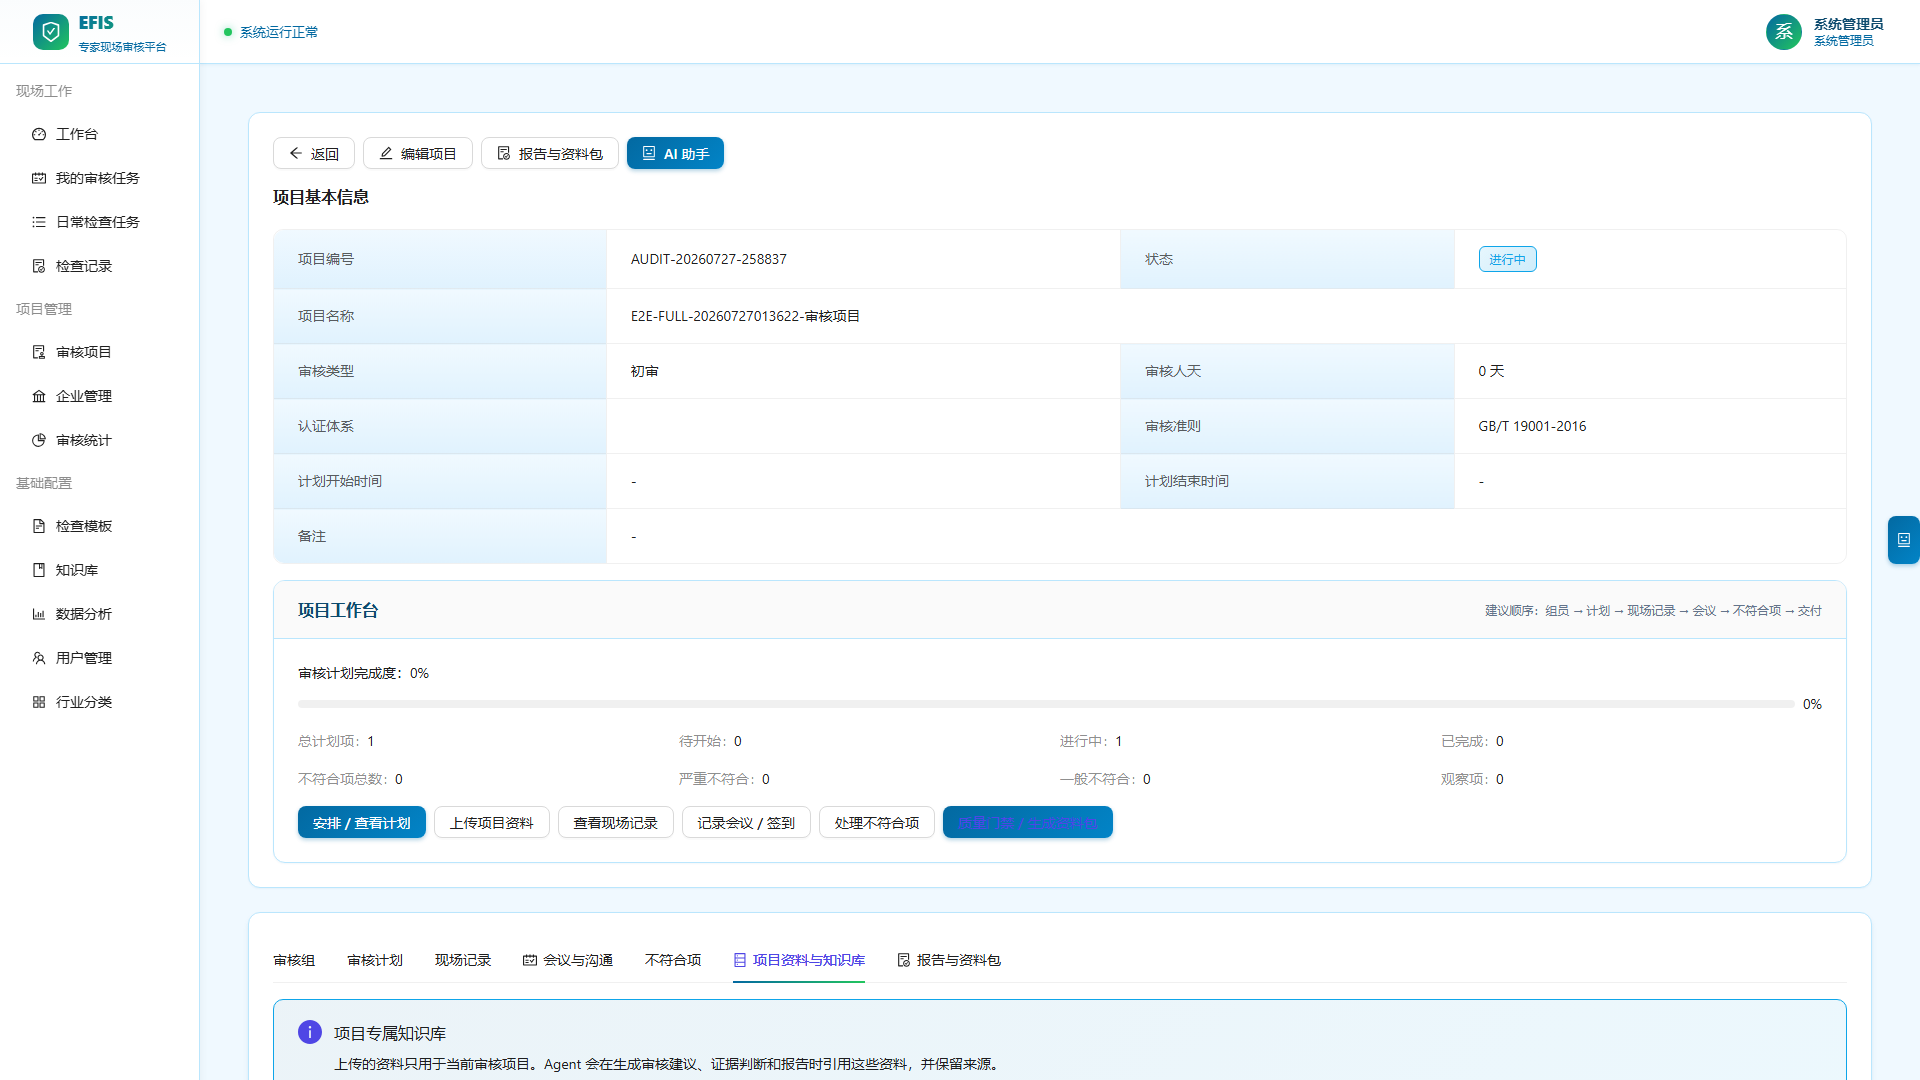 EFIS
专家现场审核平台
系统运行正常
系
系统管理员
系统管理员
现场工作
工作台
我的审核任务
日常检查任务
检查记录
项目管理
审核项目
企业管理
审核统计
基础配置
检查模板
知识库
数据分析
用户管理
行业分类
返回
编辑项目
报告与资料包
AI 助手
项目基本信息
项目编号
AUDIT-20260727-258837
状态
进行中
项目名称
E2E-FULL-20260727013622-审核项目
审核类型
初审
审核人天
0 天
认证体系
审核准则
GB/T 19001-2016
计划开始时间
-
计划结束时间
-
备注
-
项目工作台
建议顺序：组员 → 计划 → 现场记录 → 会议 → 不符合项 → 交付
审核计划完成度：0%
0%
总计划项：1
待开始：0
进行中：1
已完成：0
不符合项总数：0
严重不符合：0
一般不符合：0
观察项：0
安排 / 查看计划
上传项目资料
查看现场记录
记录会议 / 签到
处理不符合项
审核组
审核计划
现场记录
会议与沟通
不符合项
项目资料与知识库
报告与资料包
项目专属知识库
上传的资料只用于当前审核项目。Agent 会在生成审核建议、证据判断和报告时引用这些资料，并保留来源。